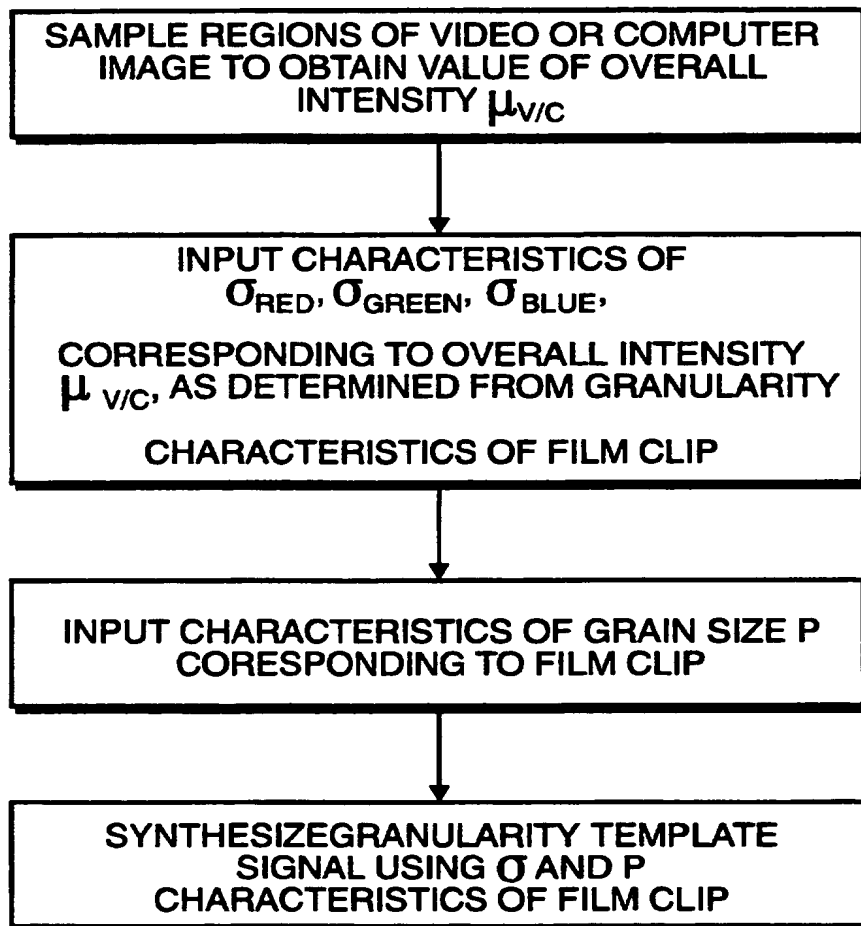 SAMPLE REGIONS OF VIDEO OR COMPUTER
IMAGE TO OBTAIN VALUE OF OVERALL
INTENSITY μV/C
INPUT CHARACTERISTICS OF
σRED, σGREEN, σBLUE,
CORRESPONDING TO OVERALL INTENSITY
μ V/C, AS DETERMINED FROM GRANULARITY
CHARACTERISTICS OF FILM CLIP
INPUT CHARACTERISTICS OF GRAIN SIZE P
CORESPONDING TO FILM CLIP
SYNTHESIZEGRANULARITY TEMPLATE
SIGNAL USING σ AND P
CHARACTERISTICS OF FILM CLIP